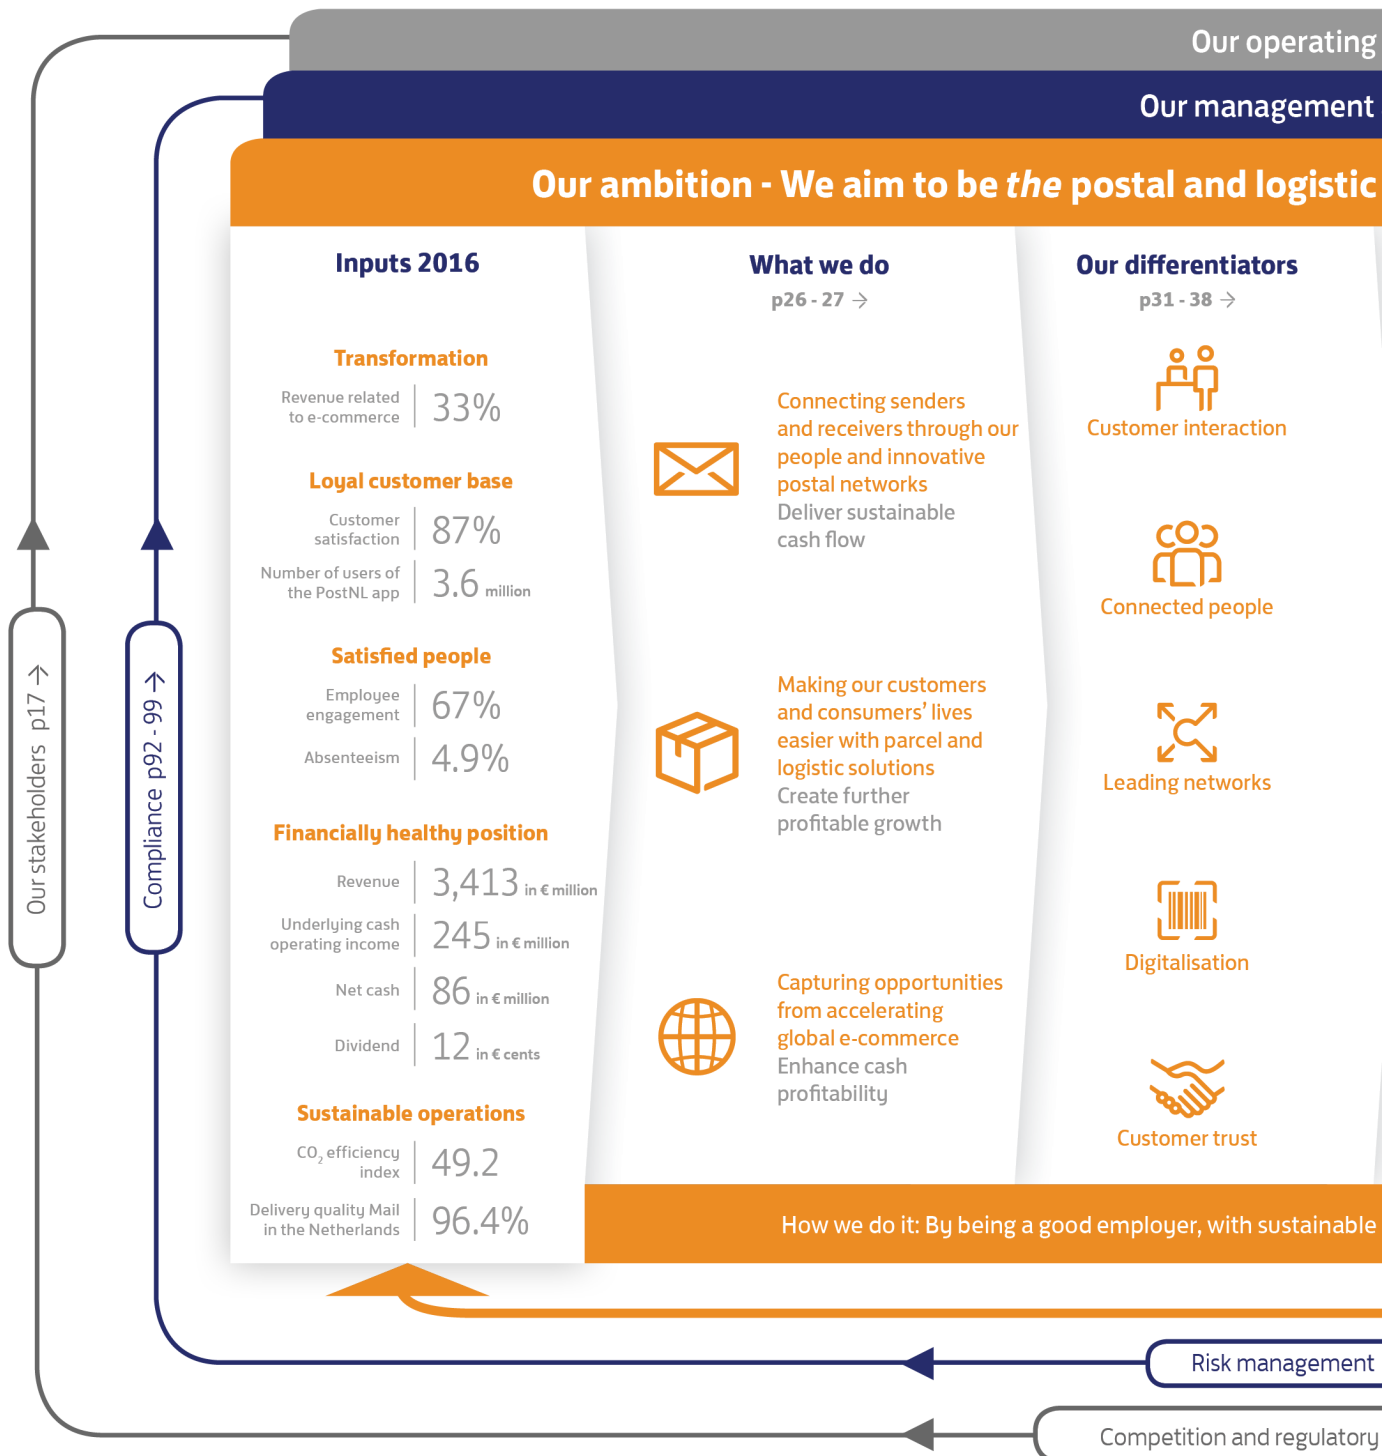 Our operating
Our management
Our ambition - We aim to be the postal and logistic
Inputs 2016
Transformation
Revenue related
to e-commerce
33%
Loyal customer base
Customer
satisfaction
87%
Number of users of
the PostNL app
3.6 million
Satisfied people
Employee
engagement
67%
Absenteeism
4.9%
Financially healthy position
Revenue
3,413 in € million
Underlying cash
operating income
245 in € million
Net cash
86 in € million
Dividend
12 in € cents
Sustainable operations
CO₂ efficiency
index
49.2
Delivery quality Mail
in the Netherlands
96.4%
What we do
p26 - 27 →
Connecting senders
and receivers through our
people and innovative
postal networks
Deliver sustainable
cash flow
Making our customers
and consumers’ lives
easier with parcel and
logistic solutions
Create further
profitable growth
Capturing opportunities
from accelerating
global e-commerce
Enhance cash
profitability
Our differentiators
p31 - 38 →
Customer interaction
Connected people
Leading networks
Digitalisation
Customer trust
How we do it: By being a good employer, with sustainable
Our stakeholders p17 →
Compliance p92 - 99 →
Risk management
Competition and regulatory